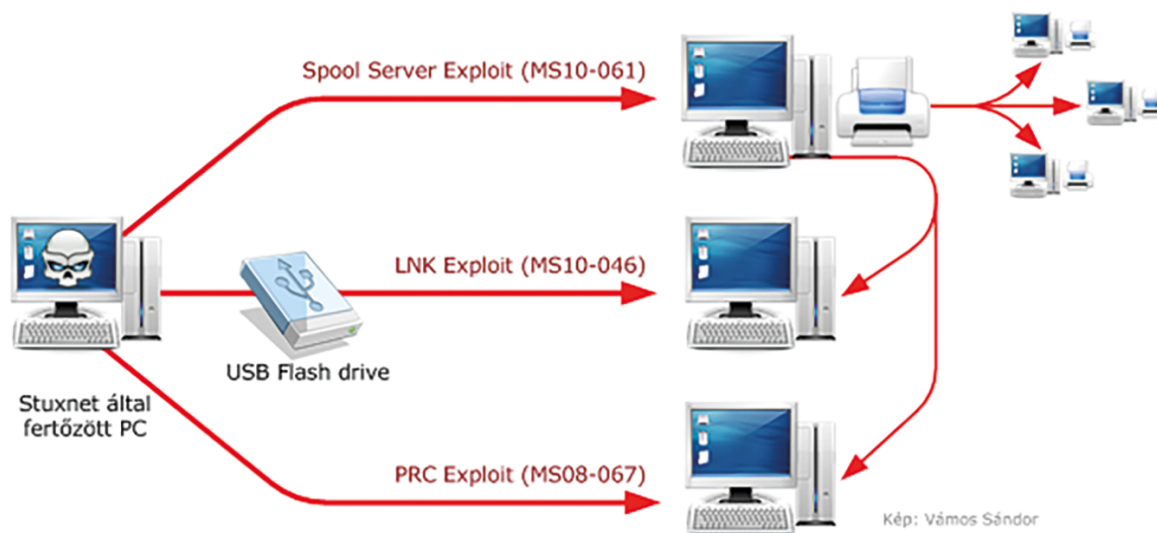 Spool Server Exploit (MS10-061)
LNK Exploit (MS10-046)
USB Flash drive
Stuxnet által
fertőzött PC
PRC Exploit (MS08-067)
Kép: Vámos Sándor